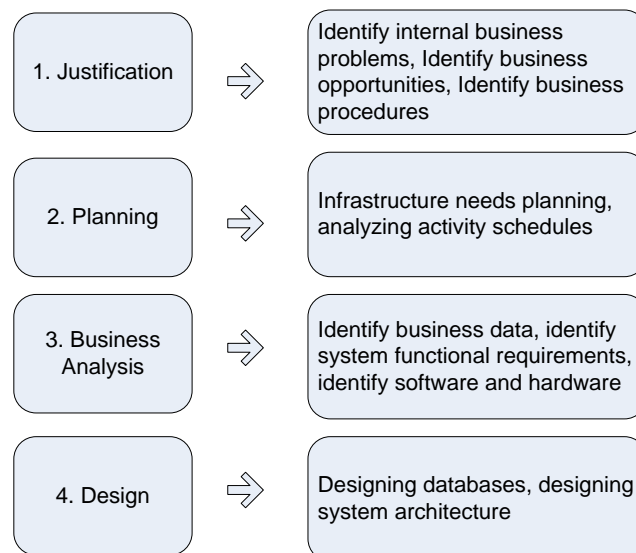 1. Justification
Identify internal business
problems, Identify business
opportunities, Identify business
procedures
2. Planning
Infrastructure needs planning,
analyzing activity schedules
3. Business
Analysis
Identify business data, identify
system functional requirements,
identify software and hardware
4. Design
Designing databases, designing
system architecture